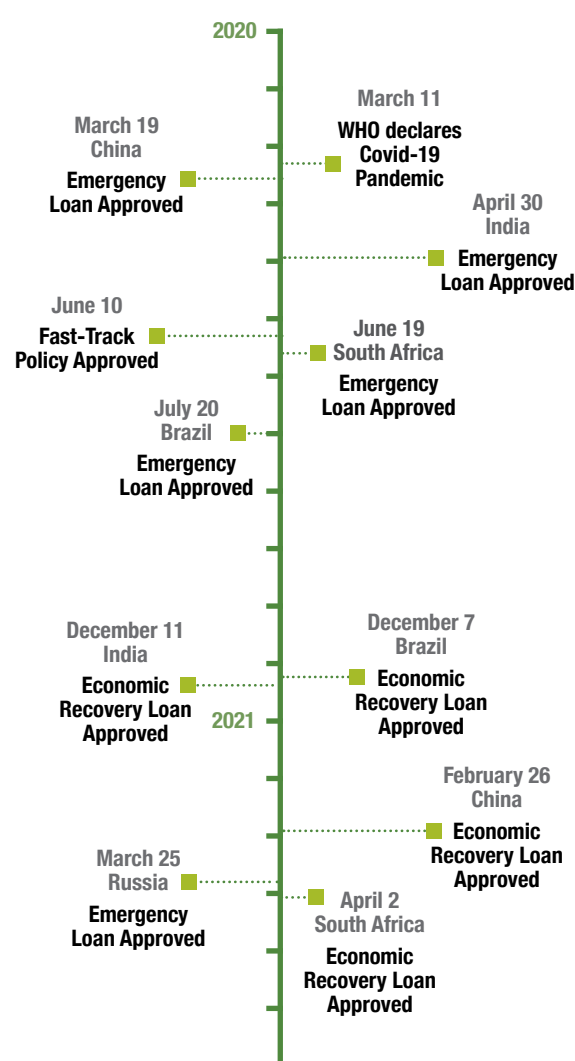 2020
March 11
WHO declares
Covid-19
Pandemic
March 19
China
Emergency
Loan Approved
April 30
India
Emergency
Loan Approved
June 10
Fast-Track
Policy Approved
June 19
South Africa
Emergency
Loan Approved
July 20
Brazil
Emergency
Loan Approved
December 7
Brazil
Economic
Recovery Loan
Approved
December 11
India
Economic
Recovery Loan
Approved
2021
February 26
China
Economic
Recovery Loan
Approved
March 25
Russia
Emergency
Loan Approved
April 2
South Africa
Economic
Recovery Loan
Approved